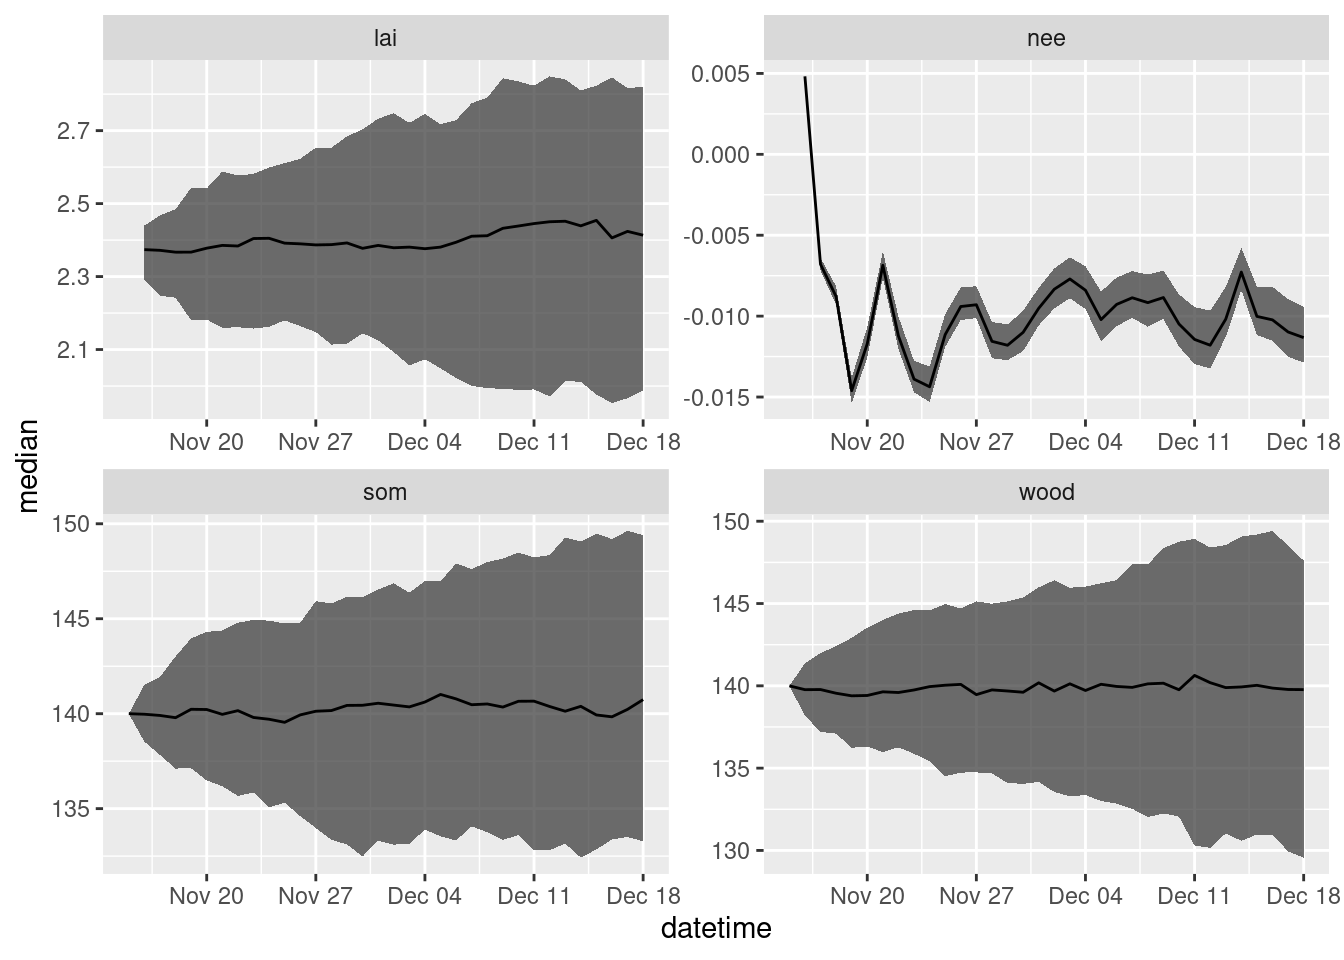 lai
nee
2.7
2.5
2.3
2.1
0.005
0.000
-0.005
-0.010
-0.015
Nov 20 Nov 27 Dec 04 Dec 11 Dec 18
Nov 20 Nov 27 Dec 04 Dec 11 Dec 18
median
som
wood
150
145
140
135
150
145
140
135
130
Nov 20 Nov 27 Dec 04 Dec 11 Dec 18
Nov 20 Nov 27 Dec 04 Dec 11 Dec 18
datetime